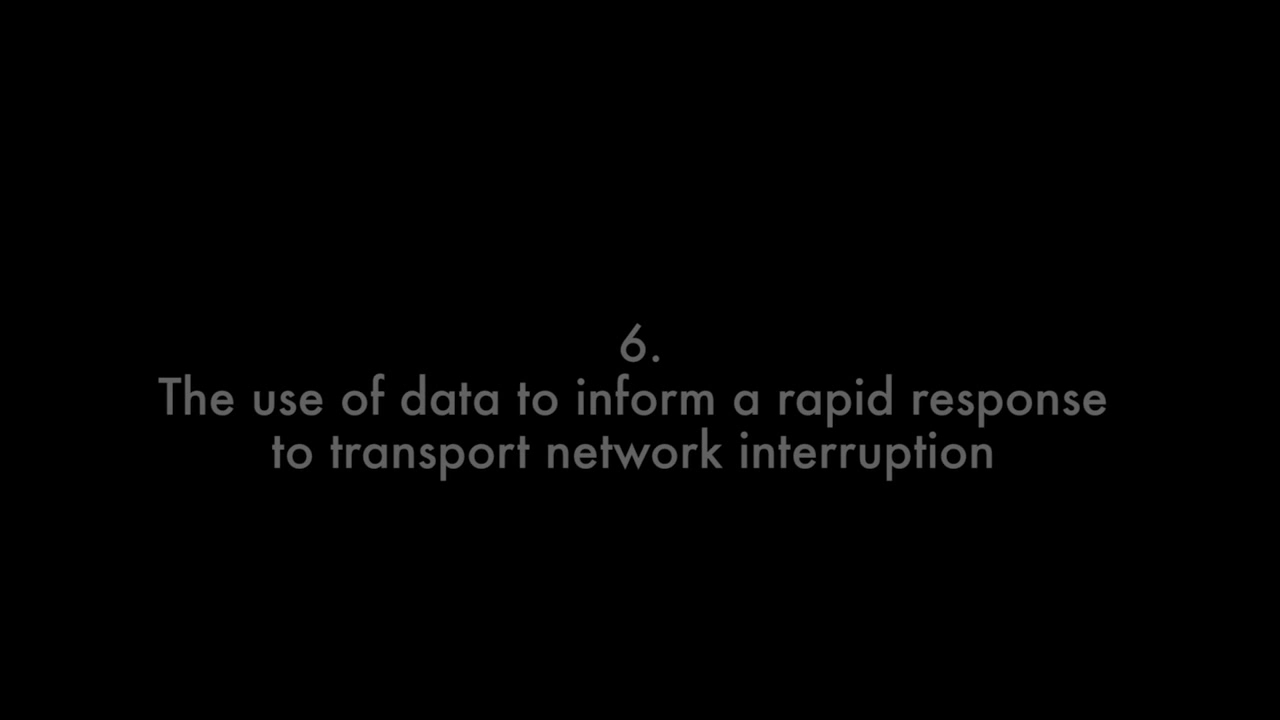 6.
The use of data to inform a rapid response
to transport network interruption